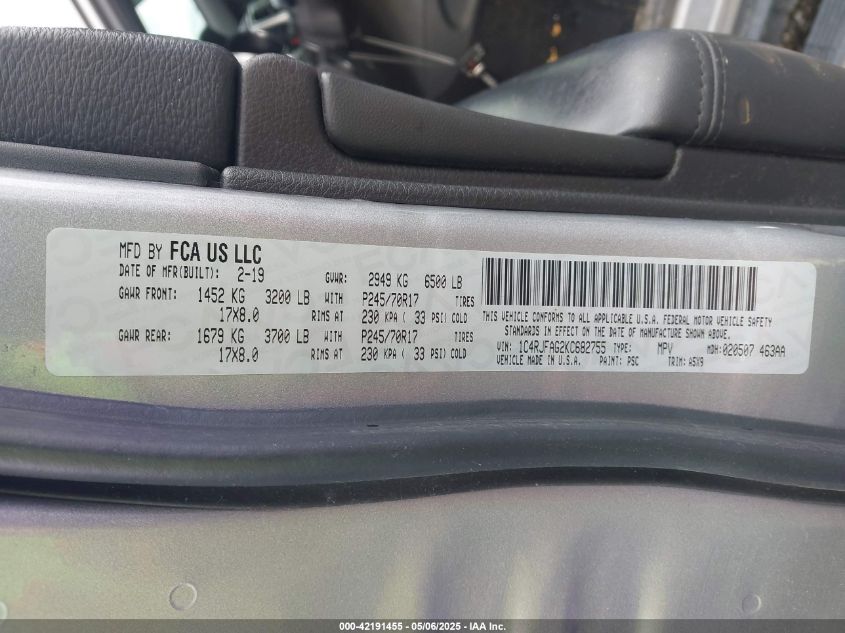 MFD BY FCA US LLC
DATE OF MFR(BUILT): 2-19 GVWR: 2949 KG 6500 LB
GAWR FRONT: 1452 KG 3200 LB WITH P245/70R17 TIRES
17X8.0 RIMS AT 230 KPA ( 33 PSI) COLD
GAWR REAR: 1679 KG 3700 LB WITH P245/70R17 TIRES
17X8.0 RIMS AT 230 KPA ( 33 PSI) COLD
THIS VEHICLE CONFORMS TO ALL APPLICABLE U.S.A. FEDERAL MOTOR VEHICLE SAFETY
STANDARDS IN EFFECT ON THE DATE OF MANUFACTURE SHOWN ABOVE.
VIN: 1C4RJFAG2KC682755 TYPE: MPV MDH: 020507 463AA
VEHICLE MADE IN U.S.A. PAINT: PSC TRIM: A5X9
000-42191455 - 05/06/2025 - IAA Inc.